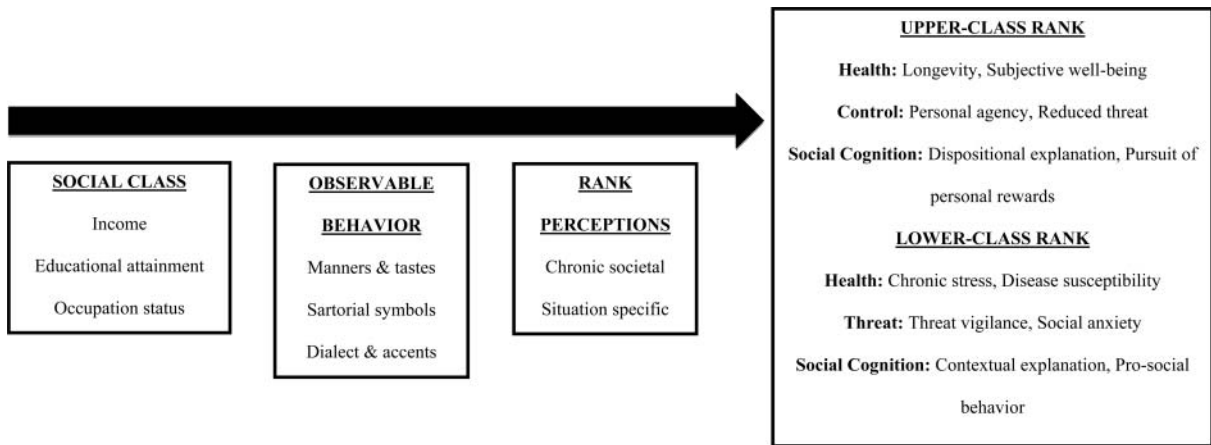 SOCIAL CLASS
Income
Educational attainment
Occupation status
OBSERVABLE
BEHAVIOR
Manners & tastes
Sartorial symbols
Dialect & accents
RANK
PERCEPTIONS
Chronic societal
Situation specific
UPPER-CLASS RANK
Health: Longevity, Subjective well-being
Control: Personal agency, Reduced threat
Social Cognition: Dispositional explanation, Pursuit of
personal rewards
LOWER-CLASS RANK
Health: Chronic stress, Disease susceptibility
Threat: Threat vigilance, Social anxiety
Social Cognition: Contextual explanation, Pro-social
behavior